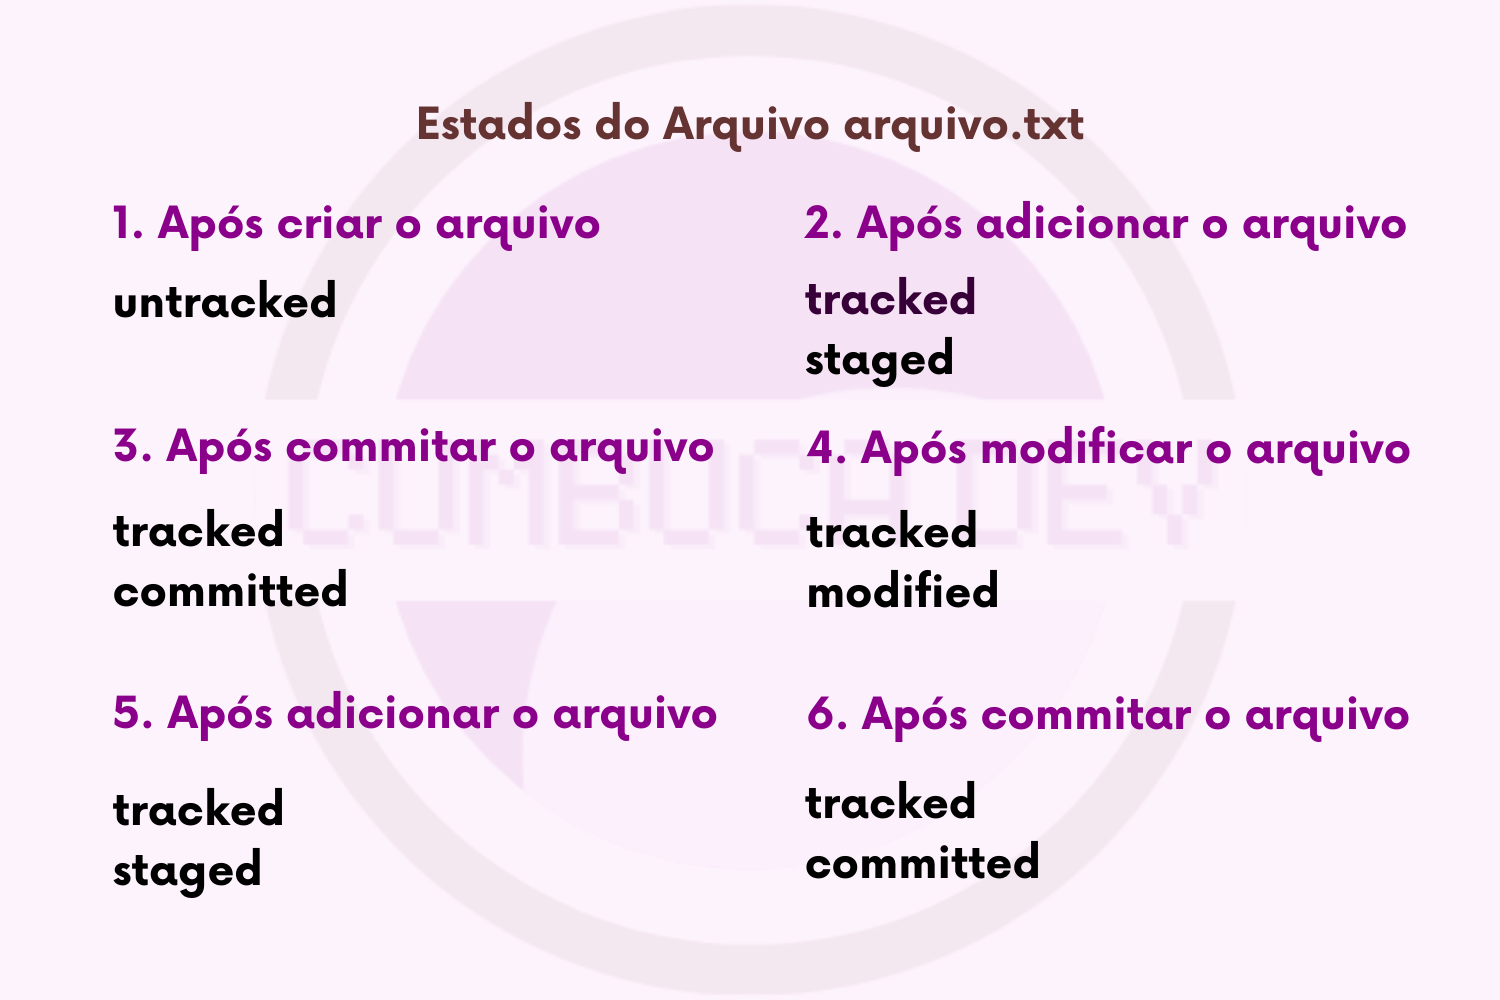 Estados do Arquivo arquivo.txt
1. Após criar o arquivo
untracked
2. Após adicionar o arquivo
tracked
staged
3. Após commitar o arquivo
tracked
committed
4. Após modificar o arquivo
tracked
modified
5. Após adicionar o arquivo
tracked
staged
6. Após commitar o arquivo
tracked
committed
COMBOCA DEV